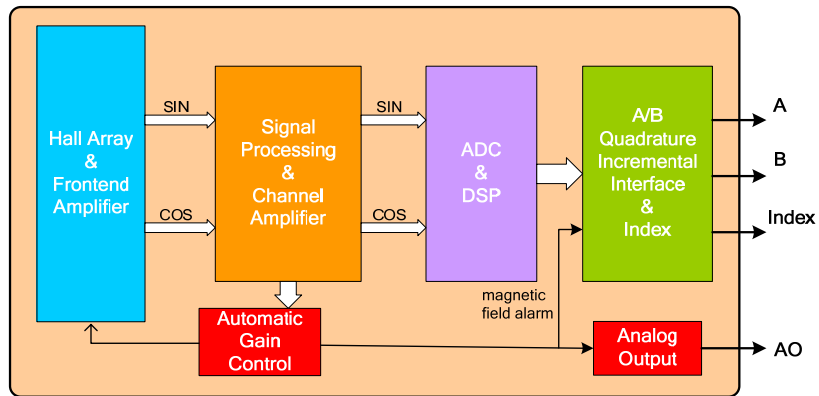 Hall Array
&
Frontend
Amplifier
SIN
COS
Signal
Processing
&
Channel
Amplifier
SIN
COS
ADC
&
DSP
A/B
Quadrature
Incremental
Interface
&
Index
A
B
Index
magnetic
field alarm
Automatic
Gain
Control
Analog
Output
AO